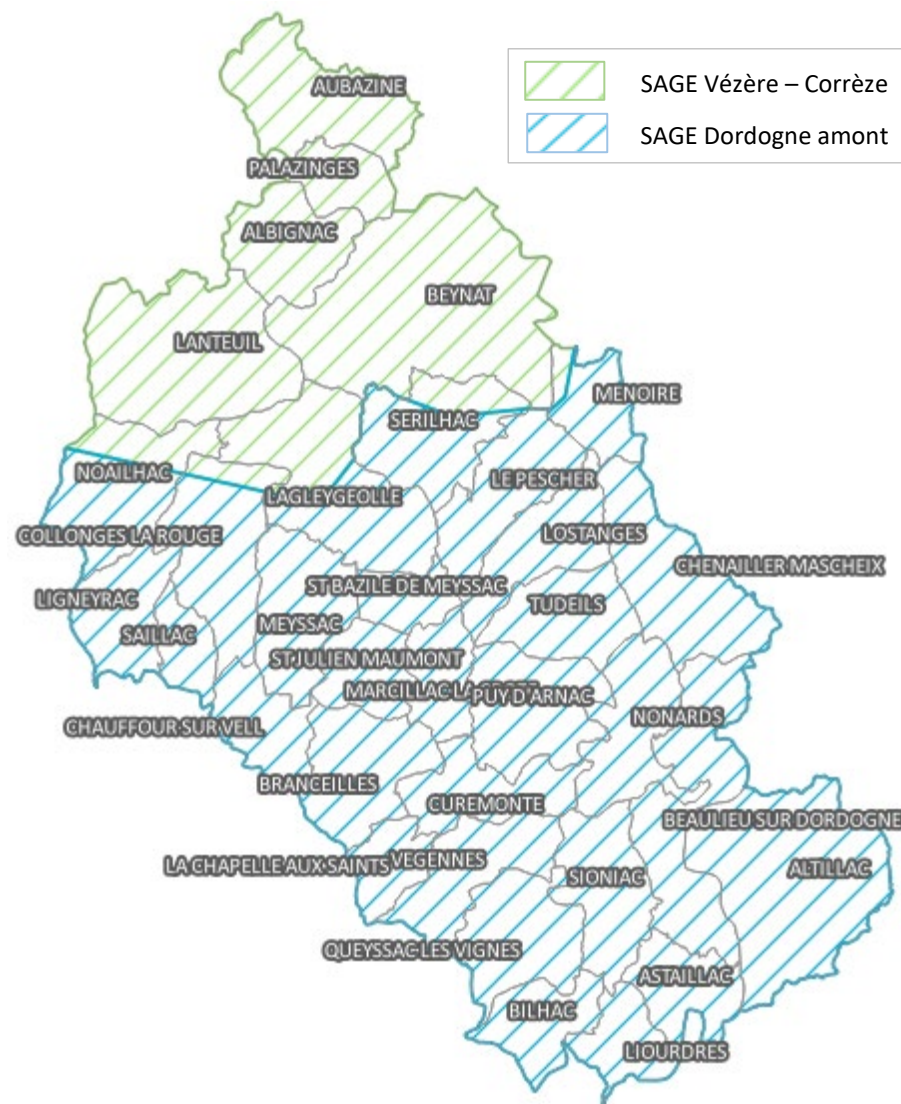 AUBAZINE
SAGE Vézère – Corrèze
SAGE Dordogne amont
PALAZINGES
ALBIGNAC
BEYNAT
LANTEUIL
MENOIRE
SERILHAC
NOAILHAC
LE PESCHER
LAGLEYGEOLLE
COLLONGES LA ROUGE
LOSTANGES
CHENAILLER MASCHEIX
ST BAZILE DE MEYSSAC
LIGNEYRAC
TUDEILS
MEYSSAC
SAILLAC
ST JULIEN MAUMONT
MARCILLAC
PUY D'ARNAC
NONARDS
CHAUFFOUR SUR VELL
BRANCEILLES
CUREMONTE
BEAULIEU SUR DORDOGNE
LA CHAPELLE AUX SAINTS
VEGENNES
ALTILLAC
SIONIAC
QUEYSSAC LES VIGNES
ASTAILLAC
BILHAC
LIOURDRES